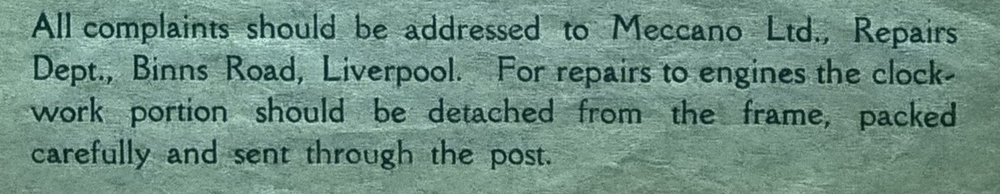 All complaints should be addressed to Meccano Ltd., Repairs
Dept., Binns Road, Liverpool. For repairs to engines the clock-
work portion should be detached from the frame, packed
carefully and sent through the post.